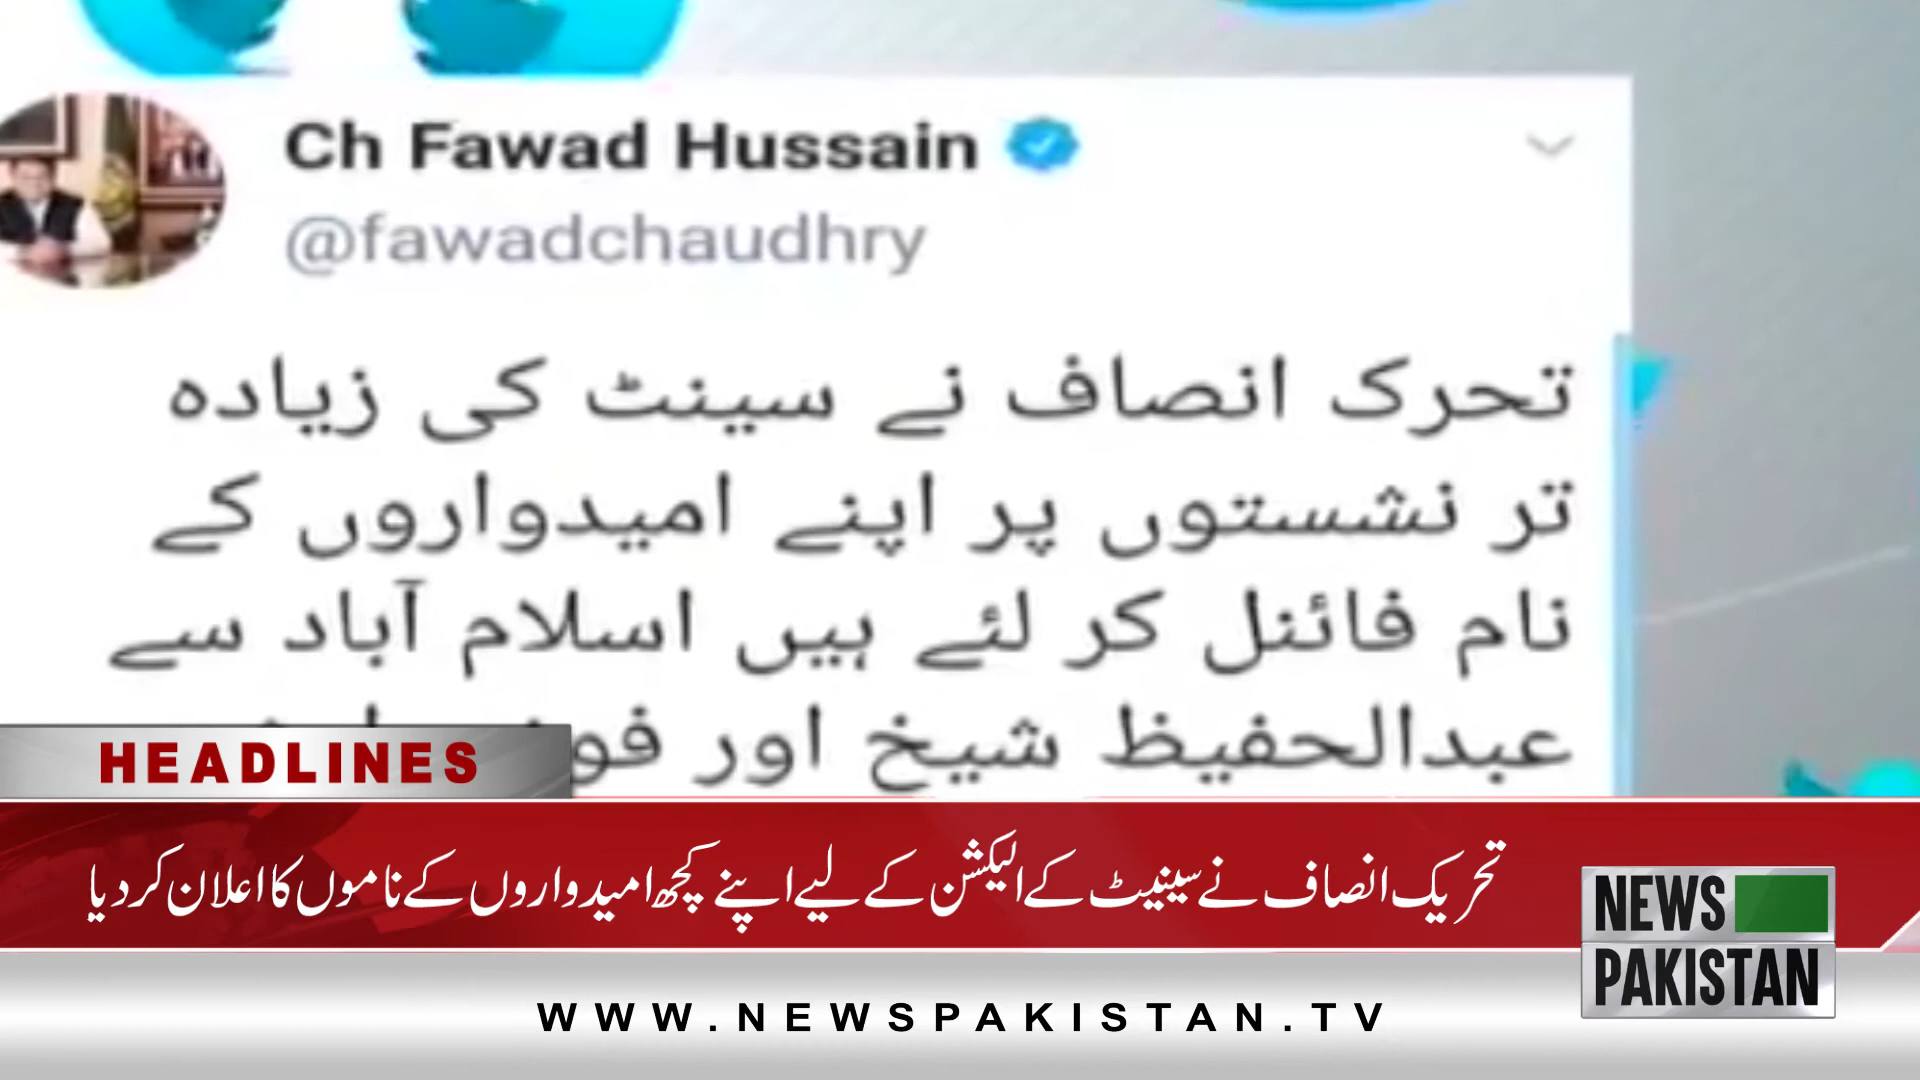 Ch Fawad Hussain
@fawadchaudhry
تحرک انصاف نے سینٹ کی زیادہ
تر نشستوں پر اپنے امیدواروں کے
نام فائنل کر لئے ہیں اسلام آباد سے
عبدالحفیظ شیخ اور
HEADLINES
تحریک انصاف نے سینیٹ کے الیکشن کے لیے اپنے کچھ امیدواروں کے ناموں کا اعلان کر دیا
NEWS
PAKISTAN
WWW.NEWSPAKISTAN.TV